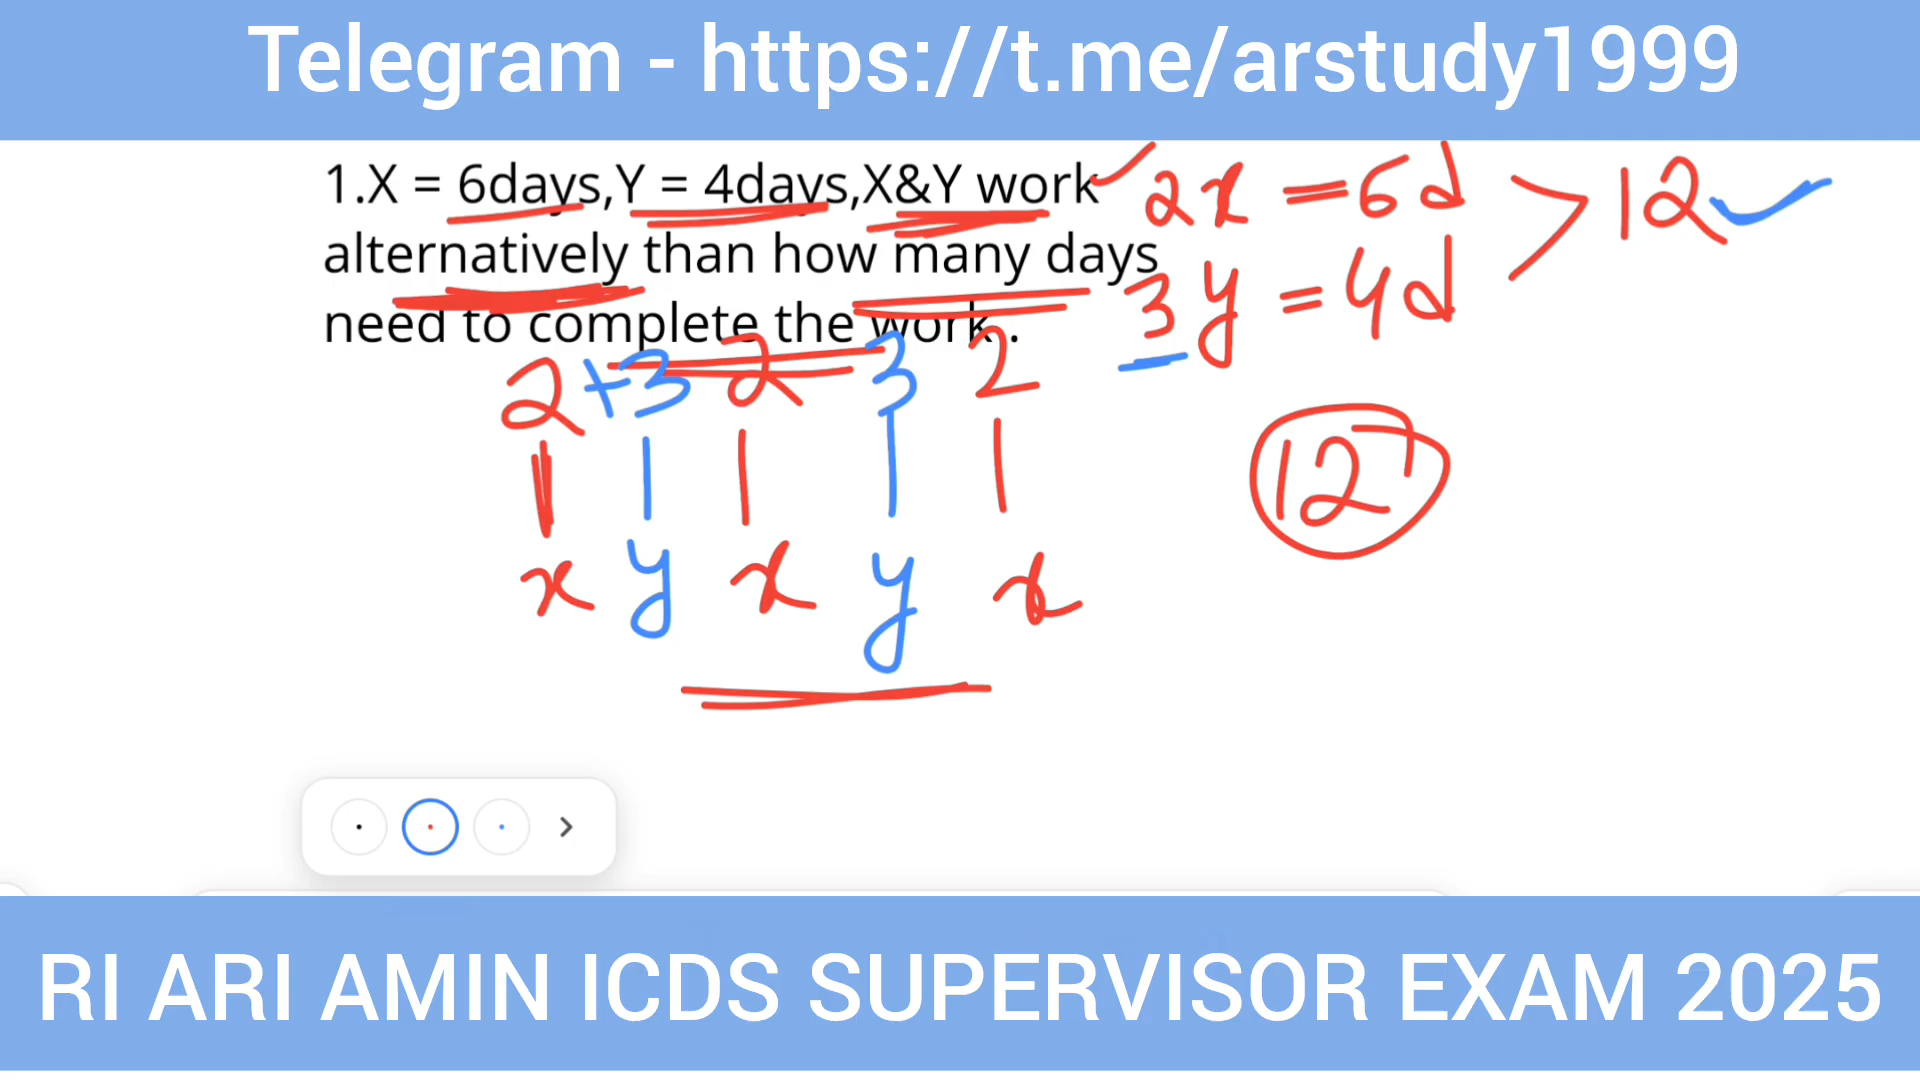 Telegram - https://t.me/arstudy1999
1.X = 6days,Y = 4days,X&Y work
alternatively than how many days
need to complete the work .
2x = 6d > 12
3y = 4d
2 + 3 2 3 2
x y x y x
12
RI ARI AMIN ICDS SUPERVISOR EXAM 2025